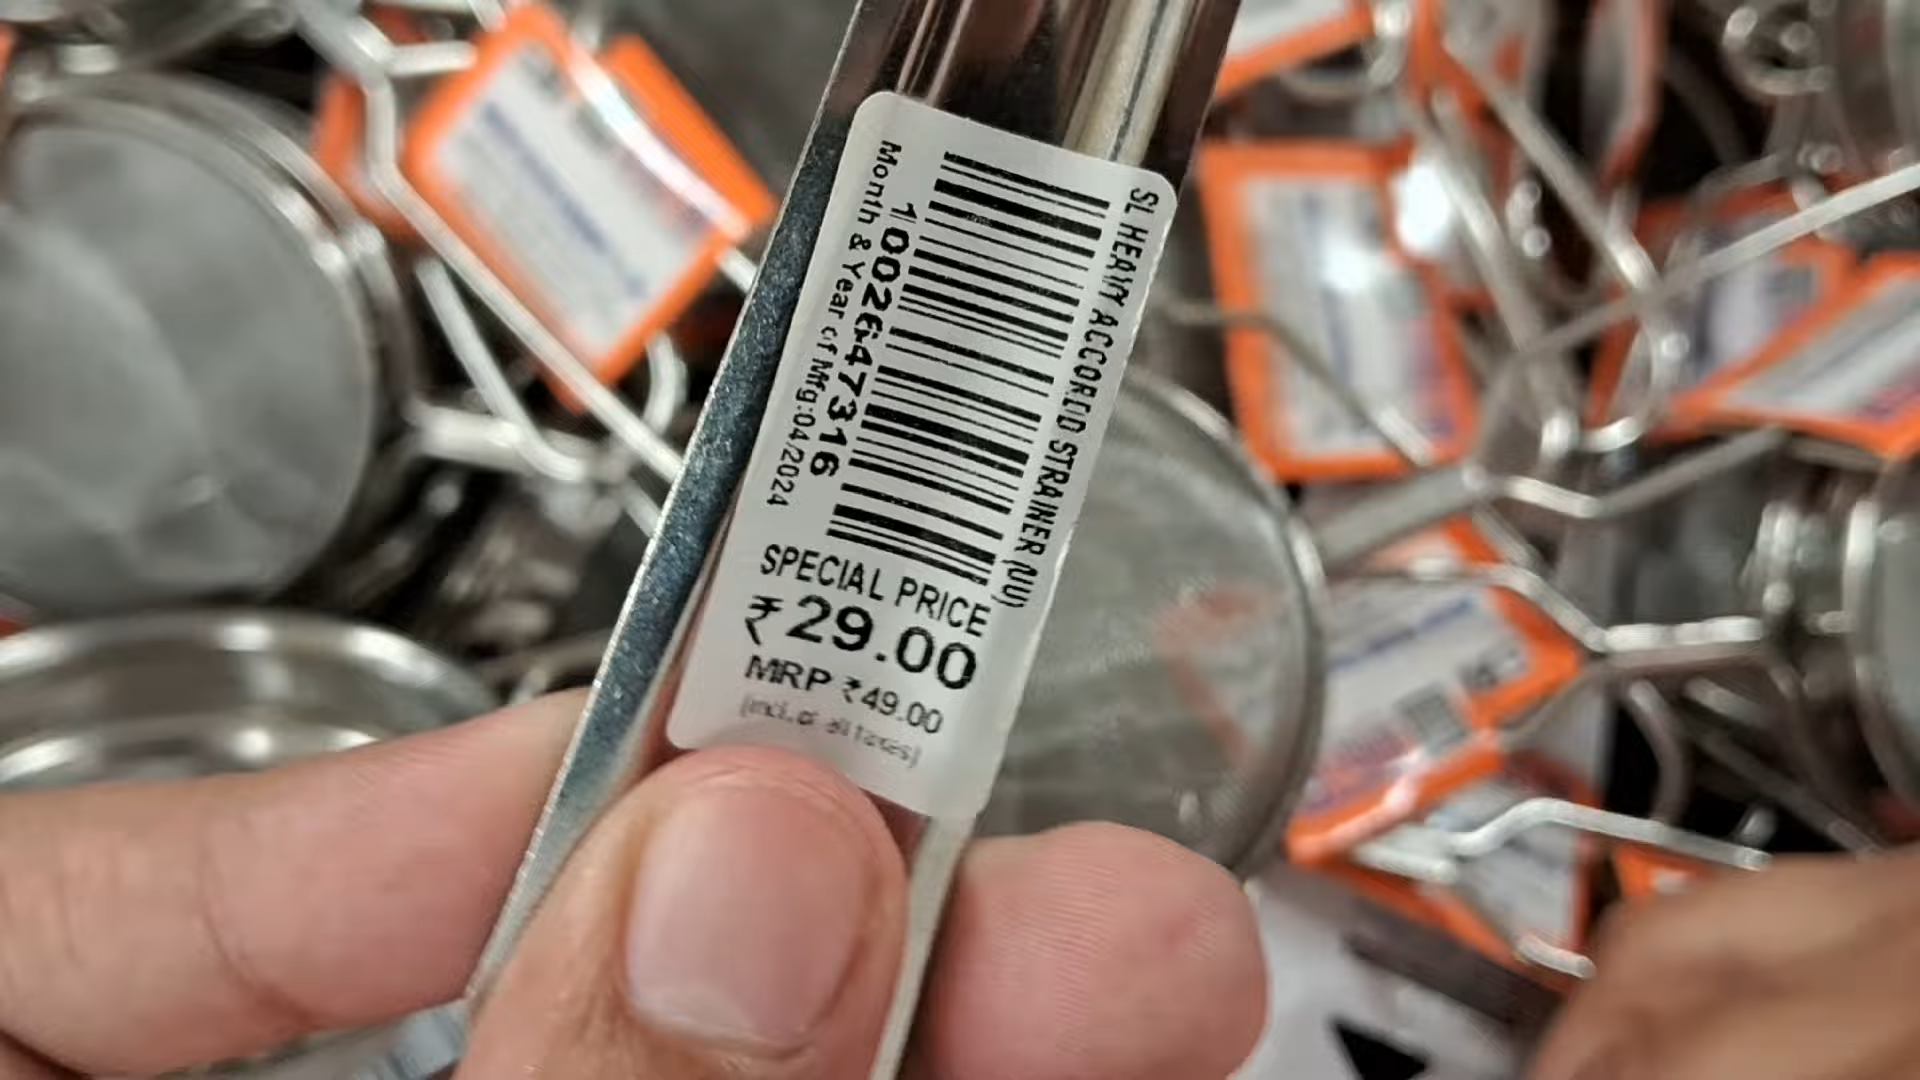 SL HEAVY ACCORID STRAINER (UU)
1002647316
Month & Year of Mfg:04/2024
SPECIAL PRICE
₹29.00
MRP ₹49.00
(incl. of all taxes)